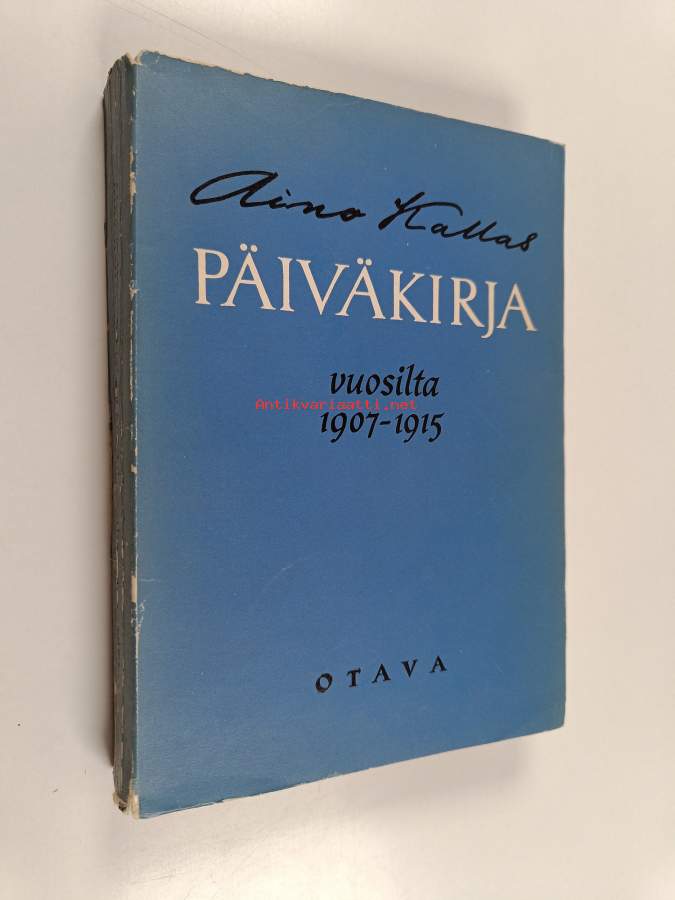 Aino Kallas
PÄIVÄKIRJA
vuosilta
Antikvariaatti.net
1907-1915
OTAVA